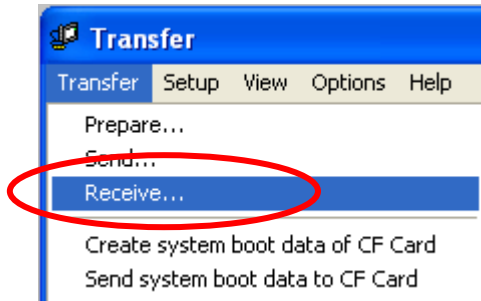 Transfer
Transfer Setup View Options Help
Prepare...
Send...
Receive...
Create system boot data of CF Card
Send system boot data to CF Card